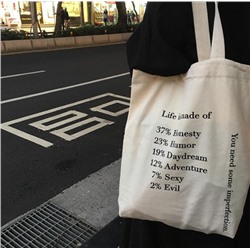 Life is made of
37% Honesty
23% Humor
19% Daydream
12% Adventure
7% Sexy
2% Evil
You need some imperfection